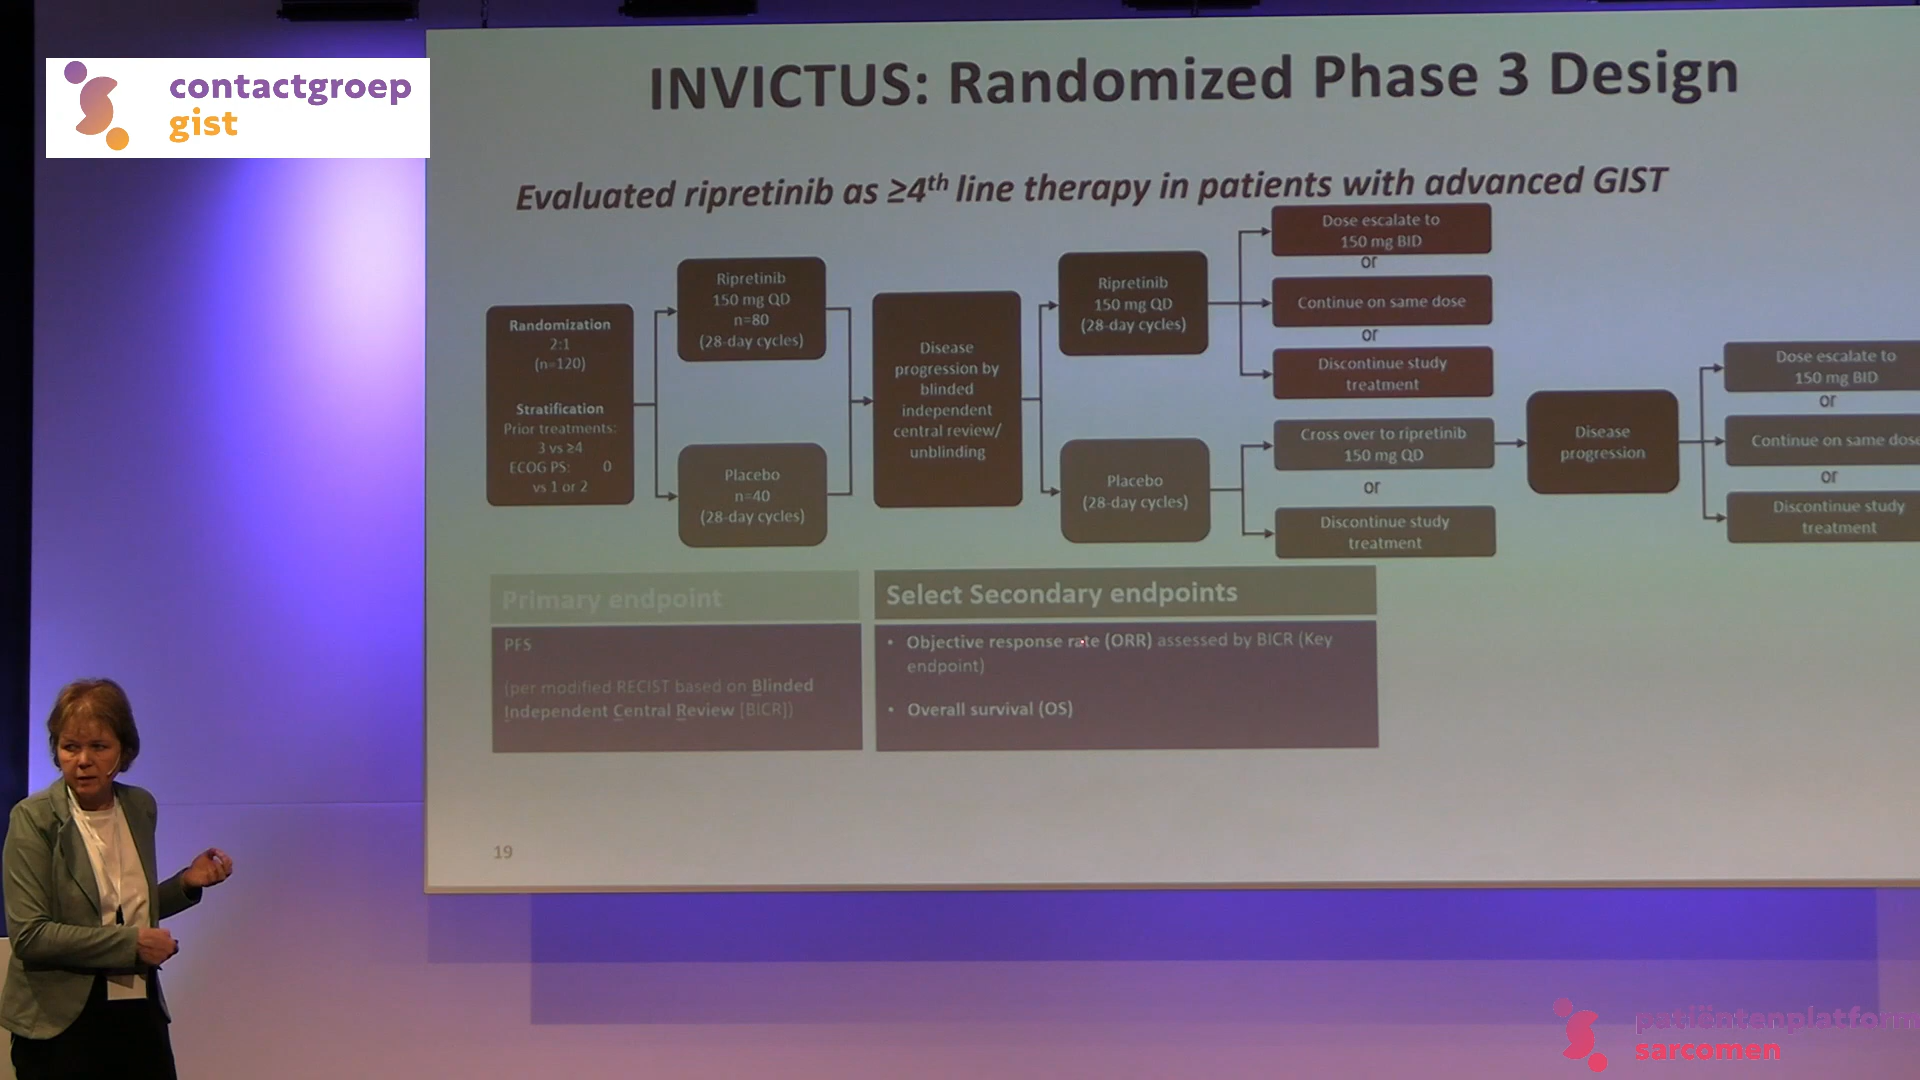 contactgroep
gist
INVICTUS: Randomized Phase 3 Design
Evaluated ripretinib as ≥4th line therapy in patients with advanced GIST
Randomization
2:1
(n=120)
Stratification
Prior treatments:
3 vs ≥4
ECOG PS: 0
vs 1 or 2
Ripretinib
150 mg QD
n=80
(28-day cycles)
Placebo
n=40
(28-day cycles)
Disease
progression by
blinded
independent
central review/
unblinding
Ripretinib
150 mg QD
(28-day cycles)
Placebo
(28-day cycles)
Dose escalate to
150 mg BID
or
Continue on same dose
or
Discontinue study
treatment
Cross over to ripretinib
150 mg QD
or
Discontinue study
treatment
Disease
progression
Dose escalate to
150 mg BID
or
Continue on same dose
or
Discontinue study
treatment
Primary endpoint
PFS
(per modified RECIST based on Blinded
Independent Central Review [BICR])
Select Secondary endpoints
• Objective response rate (ORR) assessed by BICR (Key
endpoint)
• Overall survival (OS)
19
patiëntenplatform
sarcomen